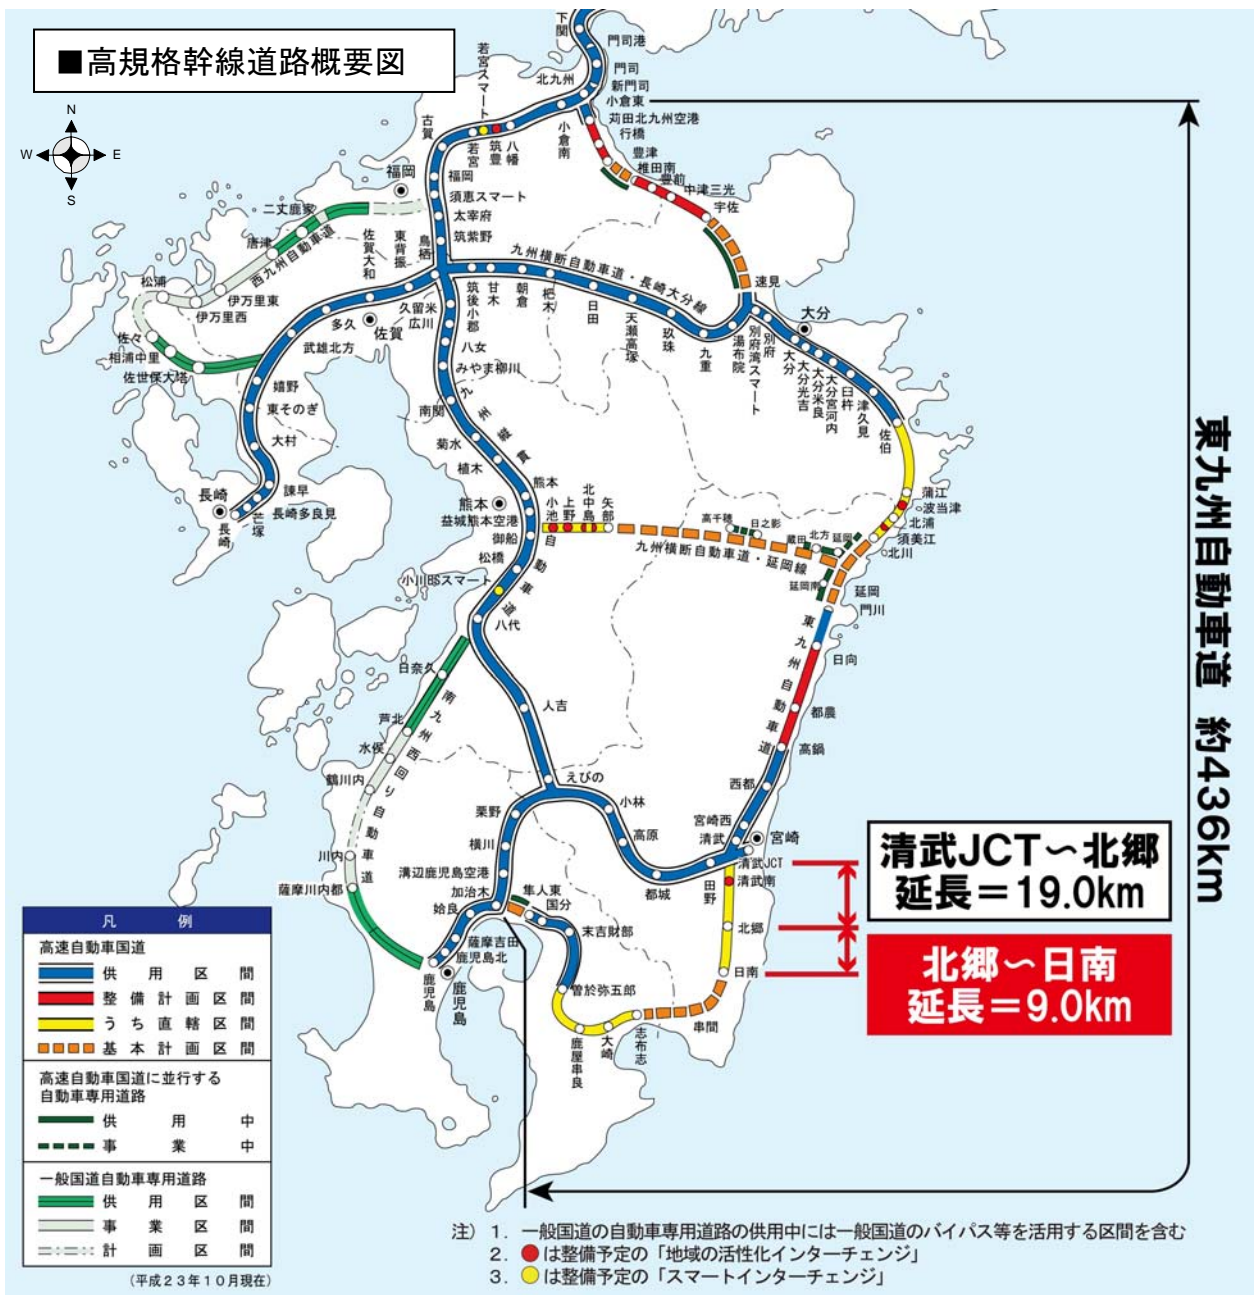 ■高規格幹線道路概要図
N
W
E
S
下関
門司港
門司
新門司
北九州
小倉東
苅田北九州空港
行橋
小倉南
豊津
椎田南
豊前
中津三光
宇佐
速見
若宮スマート
古賀
若宮
筑豊
八幡
福岡
福岡
須恵スマート
太宰府
筑紫野
鳥栖
東背振
佐賀大和
二丈鹿家
唐津
西九州自動車道
松浦
伊万里東
伊万里西
佐々
相浦中里
佐世保大塔
多久
佐賀
武雄北方
嬉野
東そのぎ
大村
諫早
長崎
長崎多良見
長崎
芒塚
九州横断自動車道・長崎大分線
久留米
広川
筑後小郡
甘木
朝倉
杷木
日田
天瀬高塚
玖珠
九重
湯布院
別府湾スマート
別府
大分
大分
大分光吉
大分米良
大分宮河内
臼杵
津久見
佐伯
八女
みやま柳川
南関
菊水
植木
九州縦貫自動車道
熊本
熊本
益城熊本空港
御船
松橋
小川SスマートB
八代
小池
上野
北中島
矢部
高千穂
日之影
蔵田
北方
延岡
九州横断自動車道・延岡線
延岡南
蒲江
波当津
北浦
須美江
北川
延岡
門川
東九州自動車道
日向
都農
高鍋
西都
宮崎西
宮崎
清武
清武JCT
清武南
田野
北郷
日南
串間
日奈久
芦北
水俣
鶴川内
南九州西回り自動車道
川内
薩摩川内都
人吉
えびの
小林
高原
都城
栗野
横川
溝辺鹿児島空港
加治木
姶良
隼人東
国分
薩摩吉田
鹿児島北
鹿児島
鹿児島
末吉財部
曽於弥五郎
鹿屋串良
大崎
志布志
東九州自動車道 約436km
清武JCT～北郷
延長＝19.0km
北郷～日南
延長＝9.0km
凡例
高速自動車国道
供用区間
整備計画区間
うち直轄区間
基本計画区間
高速自動車国道に並行する
自動車専用道路
供用中
事業中
一般国道自動車専用道路
供用区間
事業区間
計画区間
（平成２３年１０月現在）
注） １．一般国道の自動車専用道路の供用中には一般国道のバイパス等を活用する区間を含む
２．●は整備予定の「地域の活性化インターチェンジ」
３．●は整備予定の「スマートインターチェンジ」